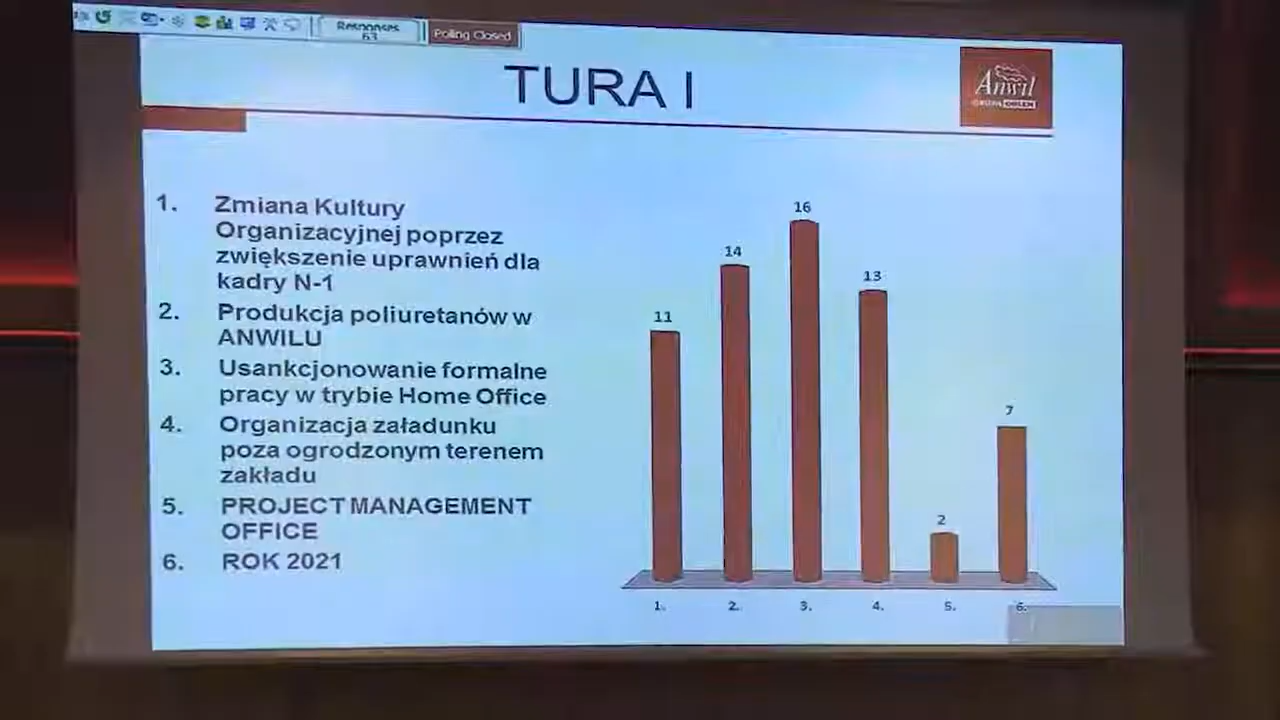 Responses
63
Polling Closed
TURA I
Anwil
GRUPA ORLEN
1. Zmiana Kultury
Organizacyjnej poprzez
zwiększenie uprawnień dla
kadry N-1
2. Produkcja poliuretanów w
ANWILU
3. Usankcjonowanie formalne
pracy w trybie Home Office
4. Organizacja załadunku
poza ogrodzonym terenem
zakładu
5. PROJECT MANAGEMENT
OFFICE
6. ROK 2021
11
14
16
13
2
7
1. 2. 3. 4. 5. 6.